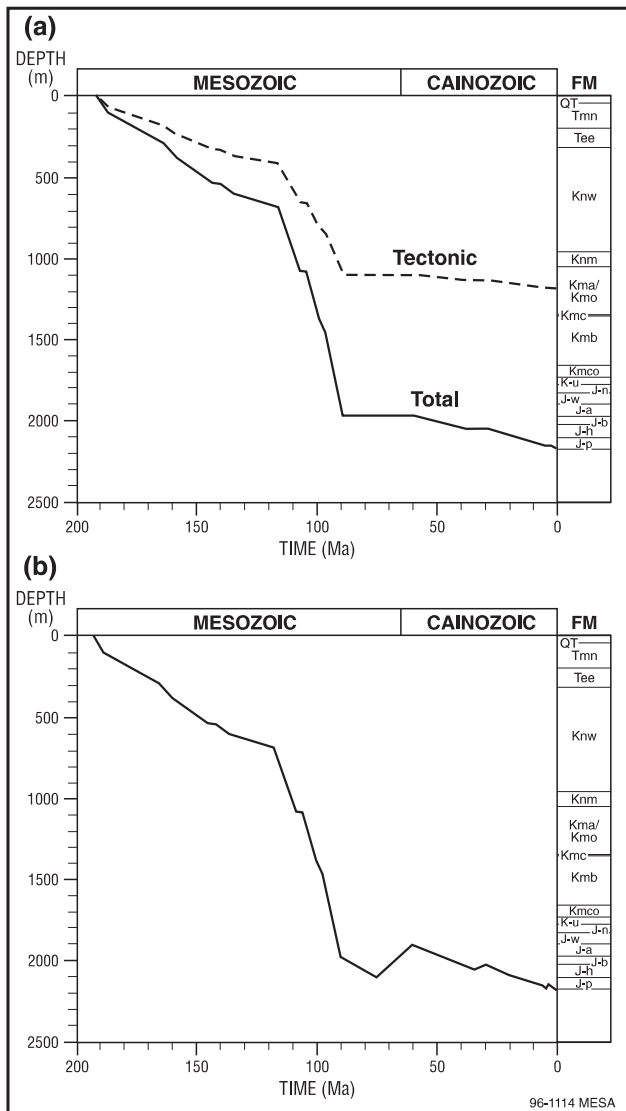 (a)
DEPTH
(m)
MESOZOIC
CAINOZOIC
FM
0
500
1000
1500
2000
2500
QT
Tmn
Tee
Knw
Knm
Kma/
Kmo
Kmc
Kmb
Kmco
K-u
J-n
J-w
J-a
J-b
J-h
J-p
Tectonic
Total
200
150
100
50
0
TIME (Ma)
(b)
DEPTH
(m)
MESOZOIC
CAINOZOIC
FM
0
500
1000
1500
2000
2500
QT
Tmn
Tee
Knw
Knm
Kma/
Kmo
Kmc
Kmb
Kmco
K-u
J-n
J-w
J-a
J-b
J-h
J-p
200
150
100
50
0
TIME (Ma)
96-1114 MESA